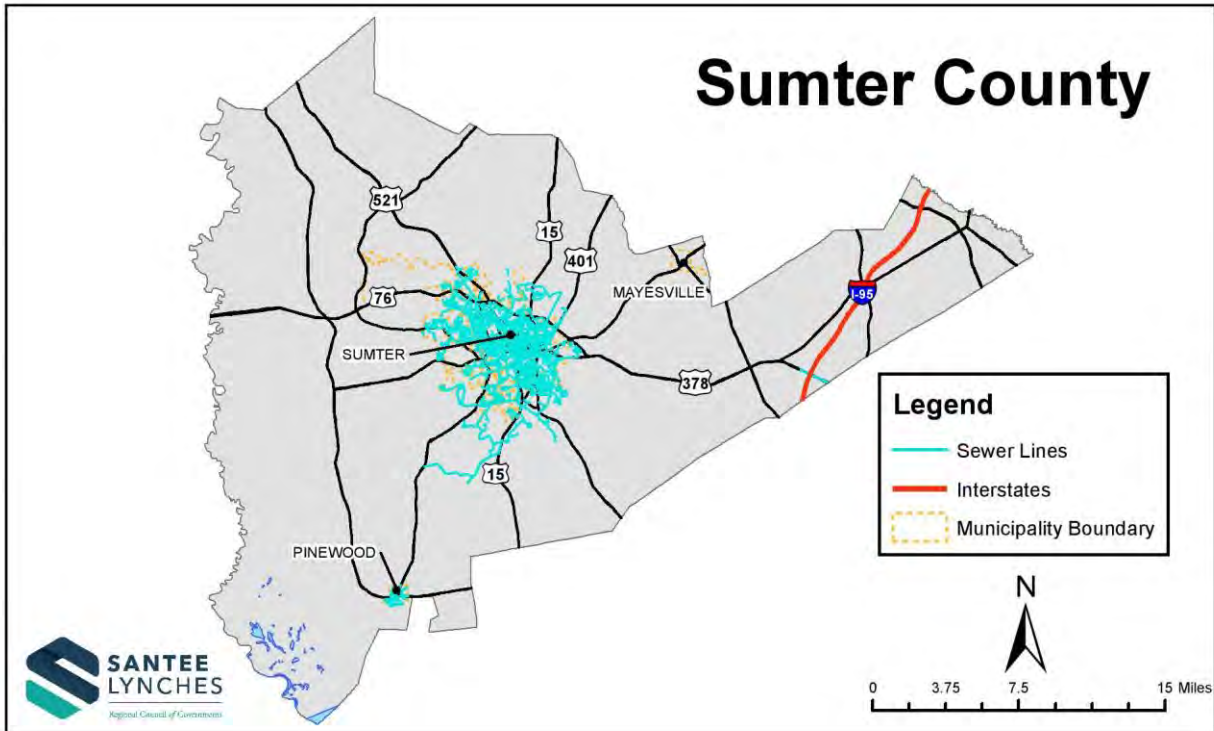 Sumter County
521
15
401
MAYESVILLE
76
I-95
SUMTER
378
15
PINEWOOD
Legend
Sewer Lines
Interstates
Municipality Boundary
N
0 3.75 7.5 15 Miles
SANTEE
LYNCHES
Regional Council of Governments